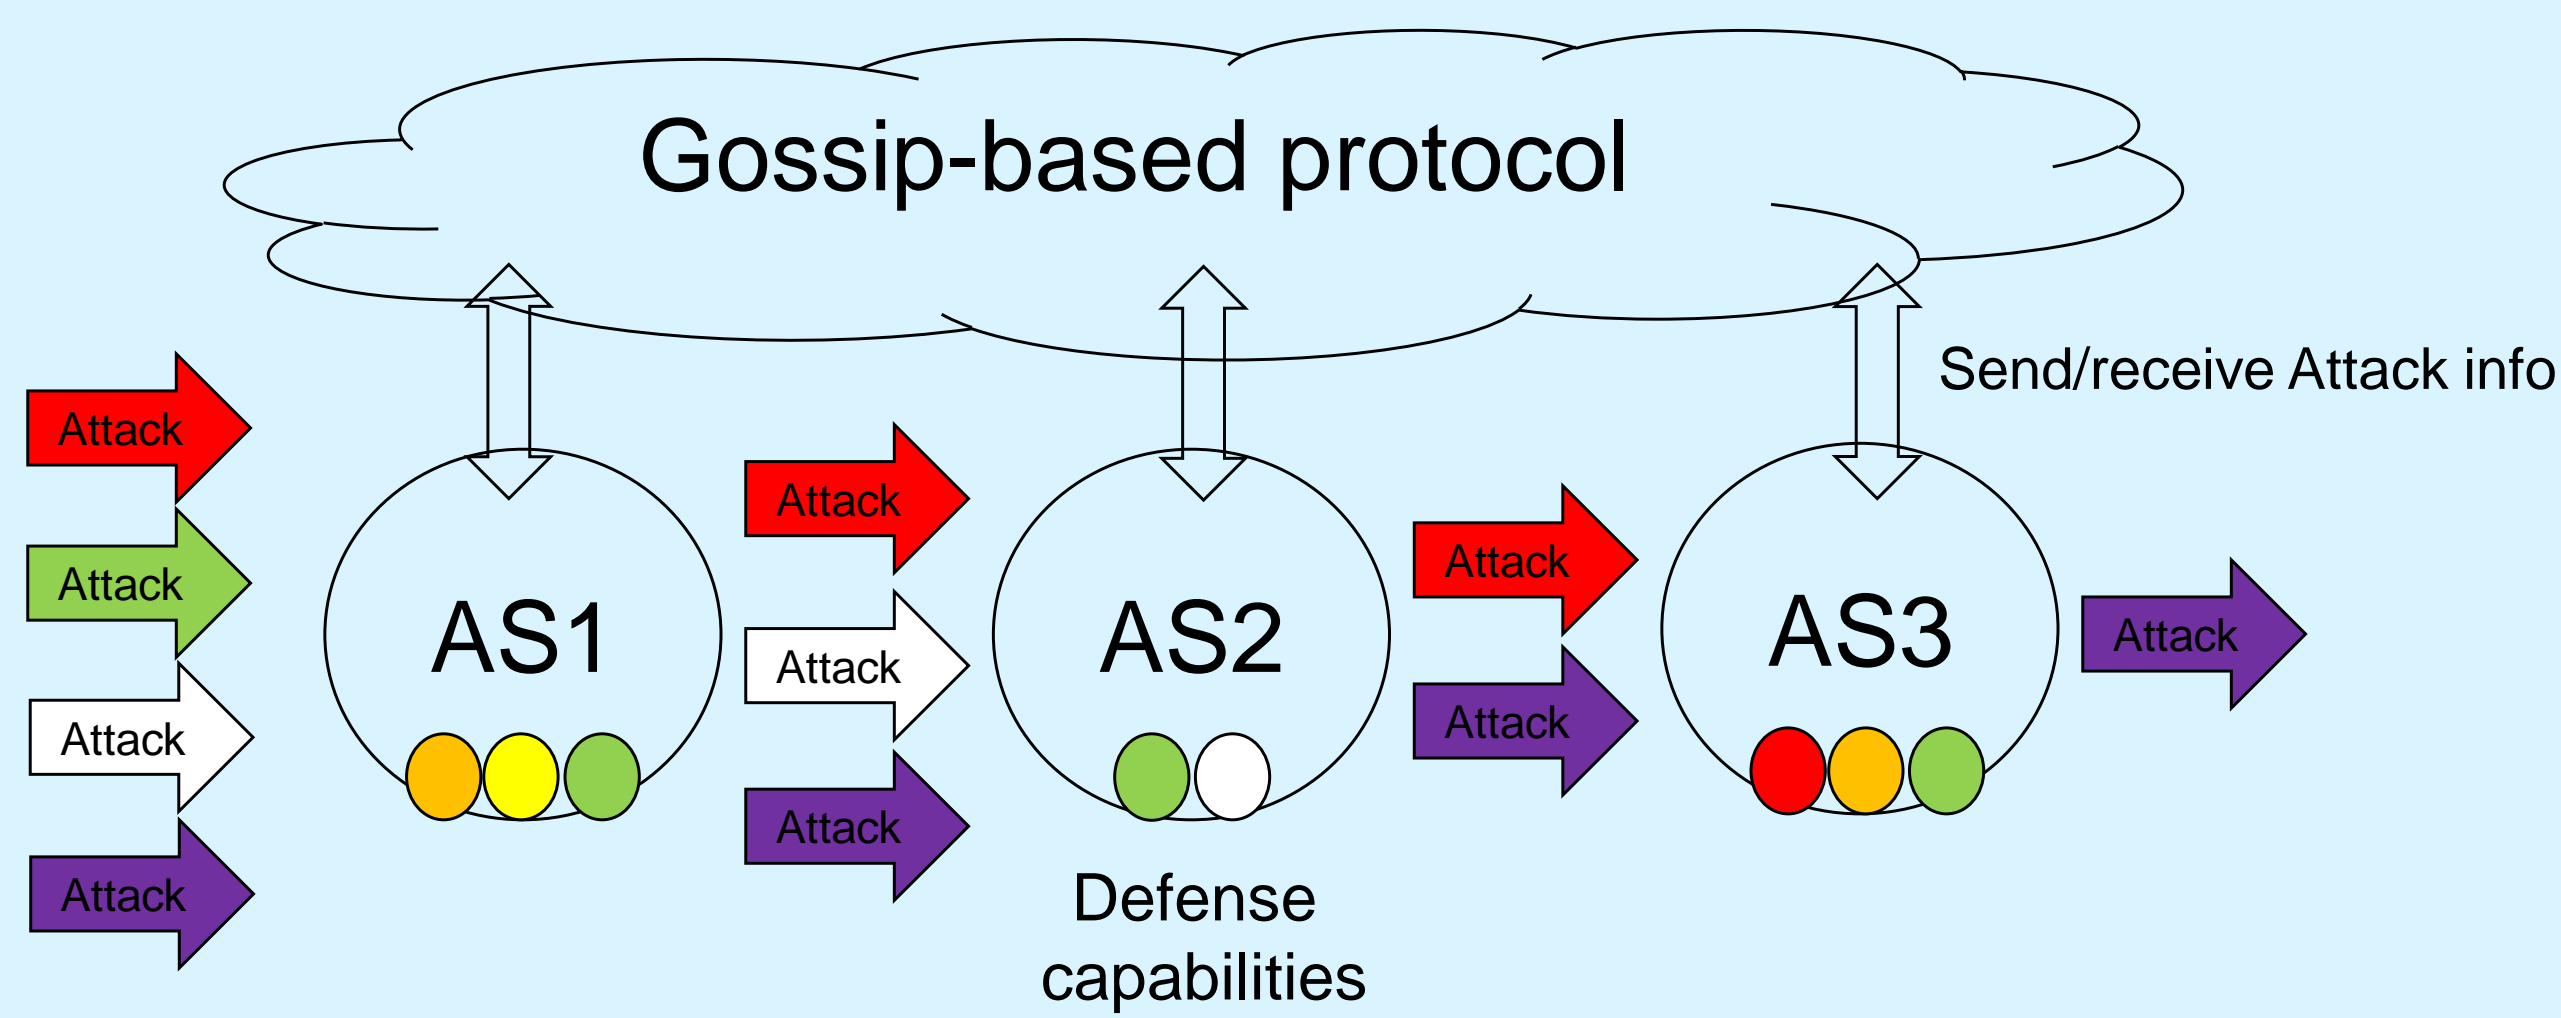 Gossip-based protocol
Send/receive Attack info
Attack
Attack
Attack
Attack
AS1
Attack
Attack
Attack
AS2
Attack
Attack
AS3
Attack
Defense
capabilities